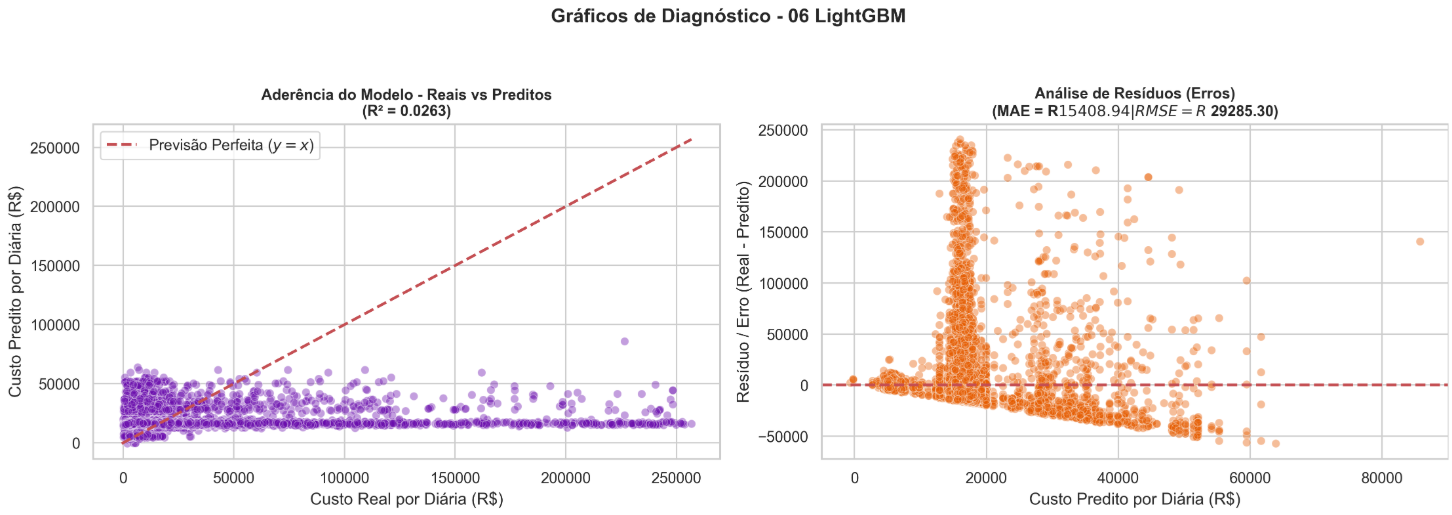 Gráficos de Diagnóstico - 06 LightGBM
Aderência do Modelo - Reais vs Preditos
(R² = 0.0263)
Previsão Perfeita (y = x)
250000
200000
150000
100000
50000
0
Custo Predito por Diária (R$)
0
50000
100000
150000
200000
250000
Custo Real por Diária (R$)
Análise de Resíduos (Erros)
(MAE = R15408.94|RMSE = R 29285.30)
250000
200000
150000
100000
50000
0
−50000
Resíduo / Erro (Real - Predito)
0
20000
40000
60000
80000
Custo Predito por Diária (R$)